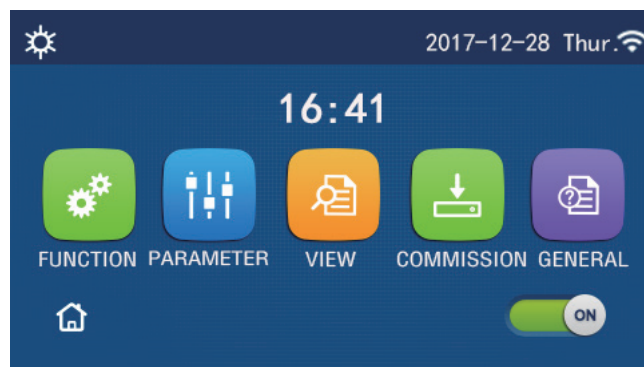 2017-12-28 Thur.
16:41
FUNCTION PARAMETER VIEW COMMISSION GENERAL
?
ON